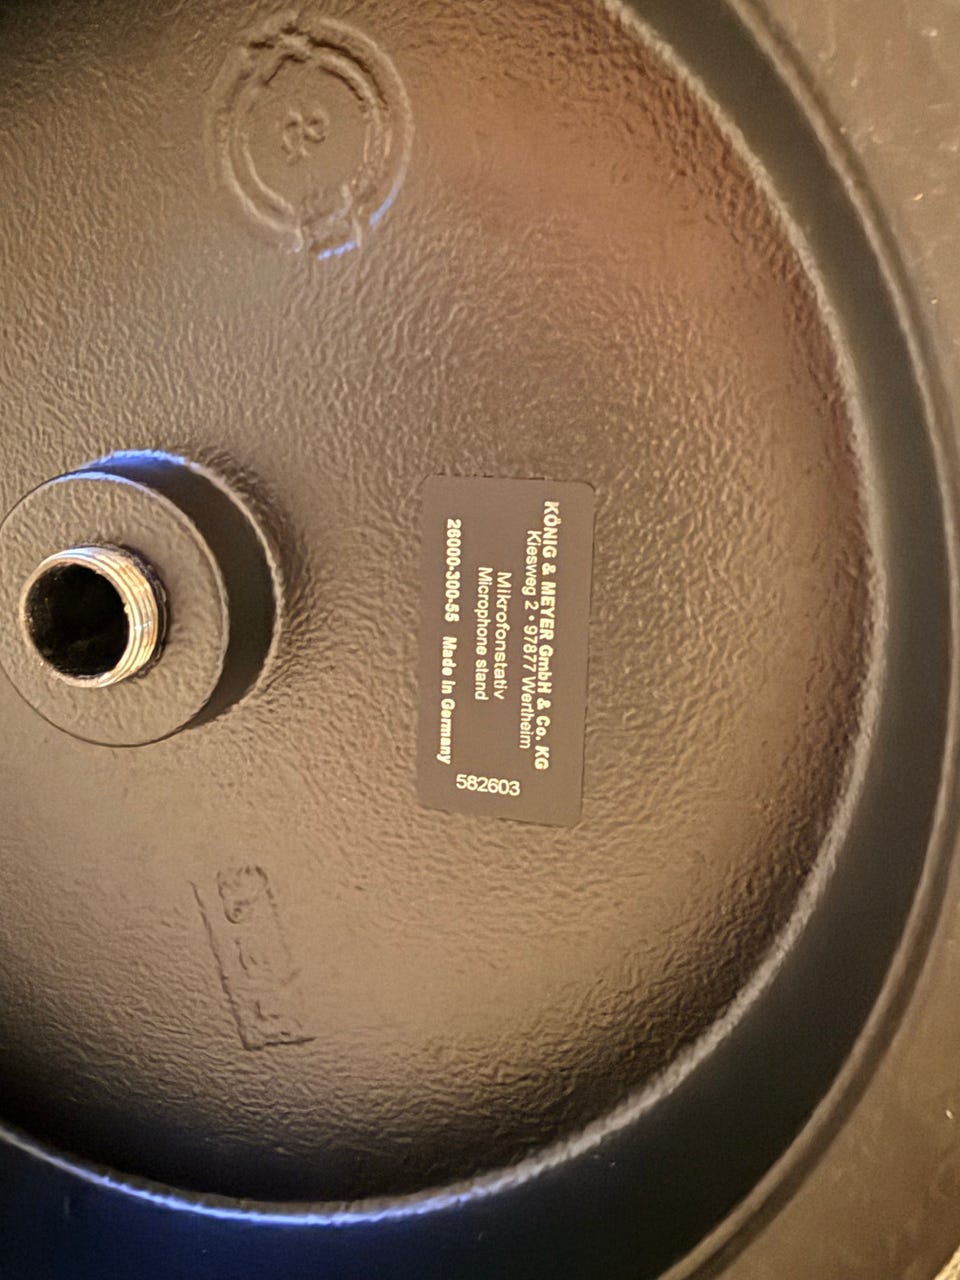 KÖNIG & MEYER GmbH & Co. KG
Kiesweg 2 • 97877 Wertheim
Mikrofonstativ
Microphone stand
26000-300-55 Made in Germany
582603